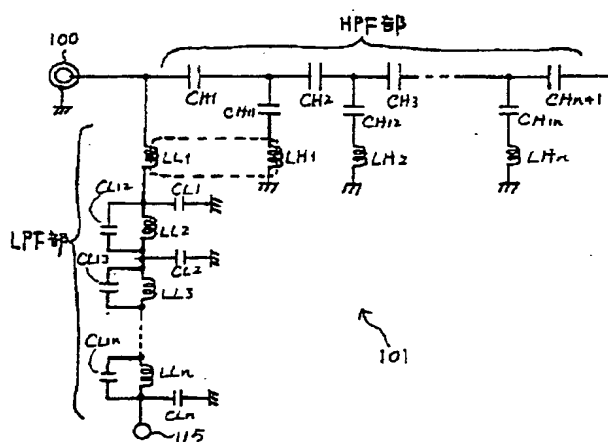 HPF部
100
CH1
CH2
CH3
CHn+1
CH11
CH12
CH1n
LL1
LH1
LH2
LHn
LPF部
CL12
CL1
LL2
CL13
CL2
LL3
CL1n
LLn
CLn
101
115